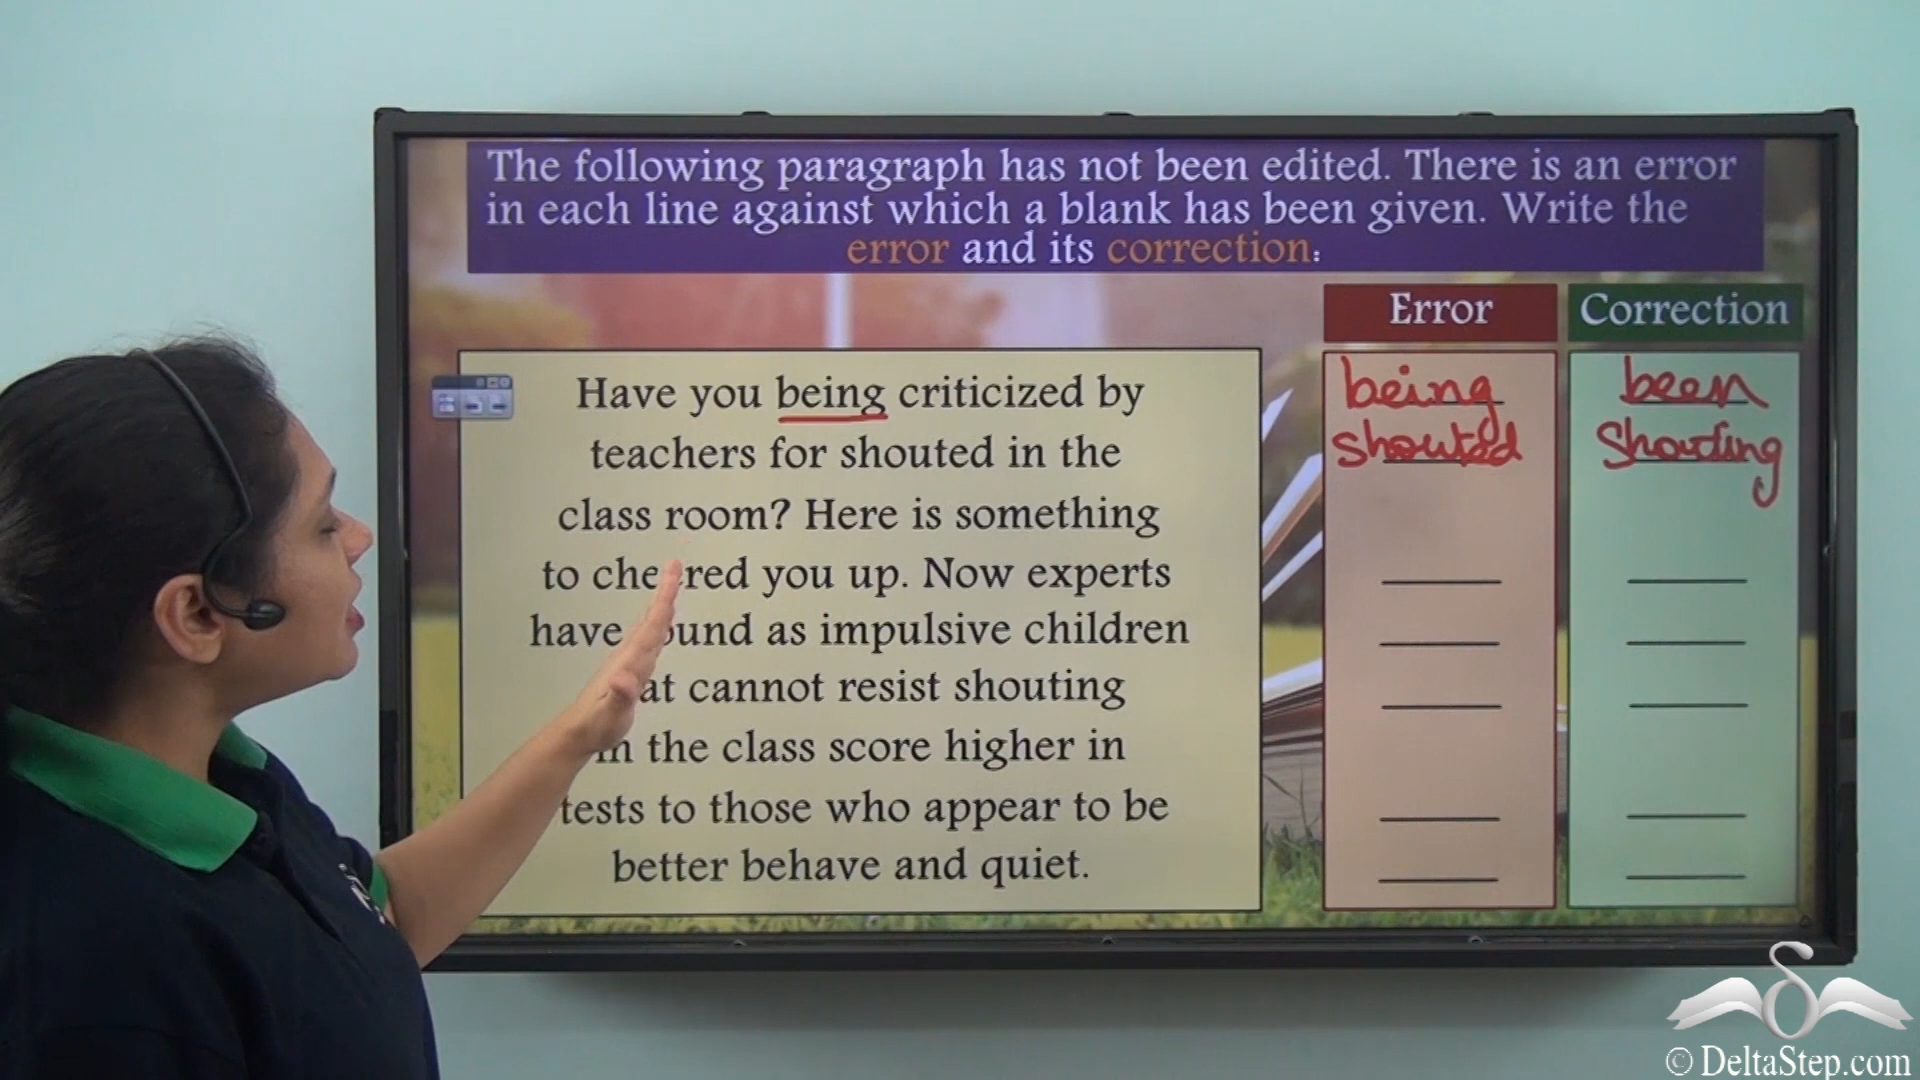 The following paragraph has not been edited. There is an error
in each line against which a blank has been given. Write the
error and its correction:
Error
Correction
Have you being criticized by
being
been
teachers for shouted in the
shouted
Shouting
class room? Here is something
to cheered you up. Now experts
have found as impulsive children
cannot resist shouting
in the class score higher in
tests to those who appear to be
better behave and quiet.
© DeltaStep.com